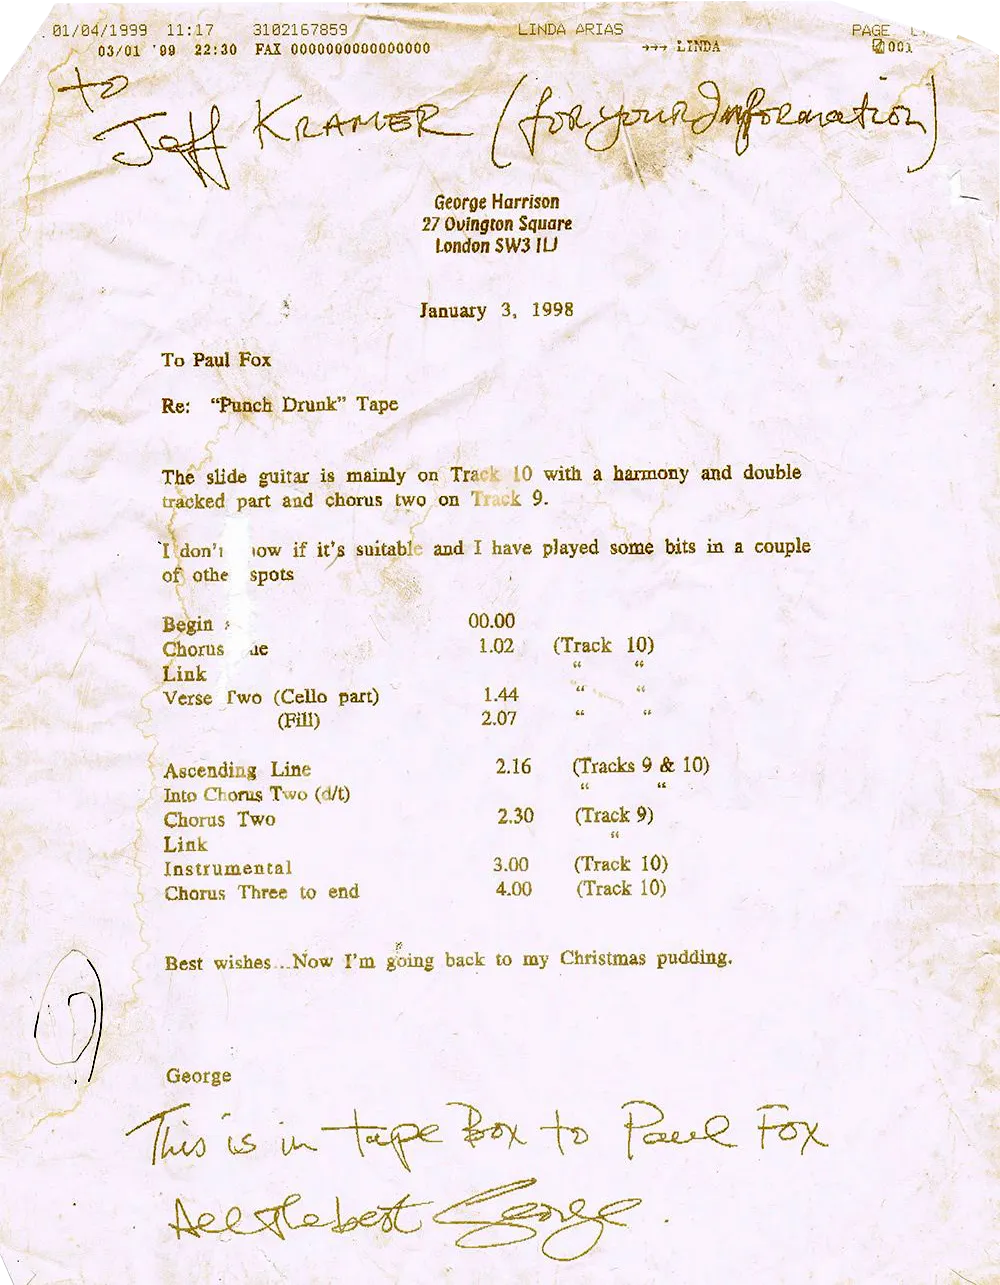 01/04/1999 11:17 3102167859 LINDA ARIAS PAGE
03/01 '99 22:30 FAX 0000000000000000 →→→ LINDA 001
to
Jeff KRAMER (for your Information)
George Harrison
27 Ovington Square
London SW3 1LJ
January 3, 1998
To Paul Fox
Re: “Punch Drunk” Tape
The slide guitar is mainly on Track 10 with a harmony and double
tracked part and chorus two on Track 9.
I don't ow if it's suitable and I have played some bits in a couple
of othe spots
Begin 00.00
Chorus ne 1.02 (Track 10)
Link “ “
Verse Two (Cello part) 1.44 “ “
(Fill) 2.07 “ “
Ascending Line 2.16 (Tracks 9 & 10)
Into Chorus Two (d/t) “ “
Chorus Two 2.30 (Track 9)
Link “
Instrumental 3.00 (Track 10)
Chorus Three to end 4.00 (Track 10)
Best wishes...Now I'm going back to my Christmas pudding.
George
This is in tape Box to Paul Fox
All the best George